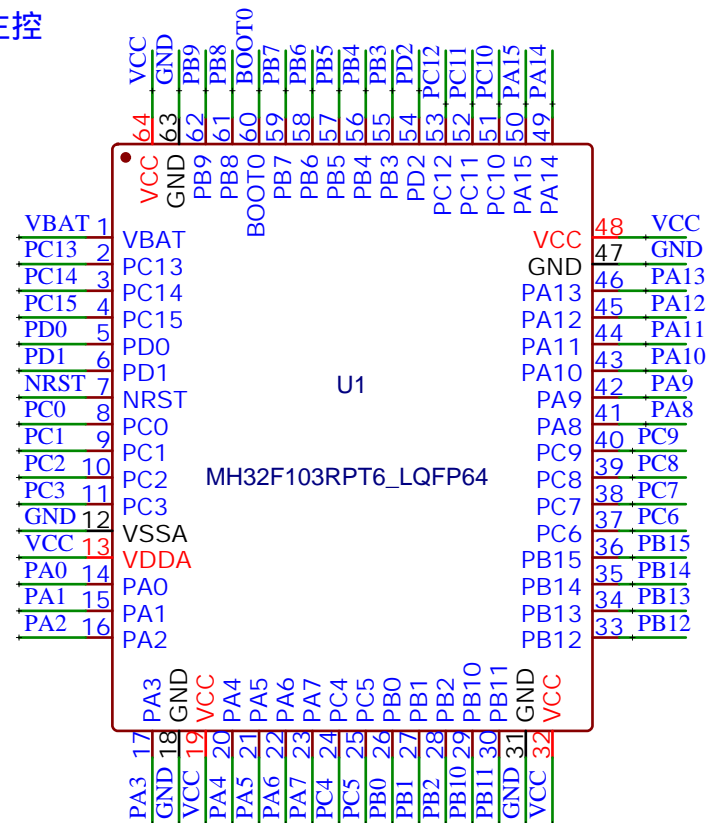 主控
VCC GND PB9 PB8 BOOT0 PB7 PB6 PB5 PB4 PB3 PD2 PC12 PC11 PC10 PA15 PA14
64 63 62 61 60 59 58 57 56 55 54 53 52 51 50 49
VCC GND PB9 PB8 BOOT0 PB7 PB6 PB5 PB4 PB3 PD2 PC12 PC11 PC10 PA15 PA14
VBAT 1 VBAT
PC13 2 PC13
PC14 3 PC14
PC15 4 PC15
PD0 5 PD0
PD1 6 PD1
NRST 7 NRST
PC0 8 PC0
PC1 9 PC1
PC2 10 PC2
PC3 11 PC3
GND 12 VSSA
VCC 13 VDDA
PA0 14 PA0
PA1 15 PA1
PA2 16 PA2
U1
MH32F103RPT6_LQFP64
VCC 48 VCC
GND 47 GND
PA13 46 PA13
PA12 45 PA12
PA11 44 PA11
PA10 43 PA10
PA9 42 PA9
PA8 41 PA8
PC9 40 PC9
PC8 39 PC8
PC7 38 PC7
PC6 37 PC6
PB15 36 PB15
PB14 35 PB14
PB13 34 PB13
PB12 33 PB12
PA3 GND VCC PA4 PA5 PA6 PA7 PC4 PC5 PB0 PB1 PB2 PB10 PB11 GND VCC
17 18 19 20 21 22 23 24 25 26 27 28 29 30 31 32
PA3 GND VCC PA4 PA5 PA6 PA7 PC4 PC5 PB0 PB1 PB2 PB10 PB11 GND VCC